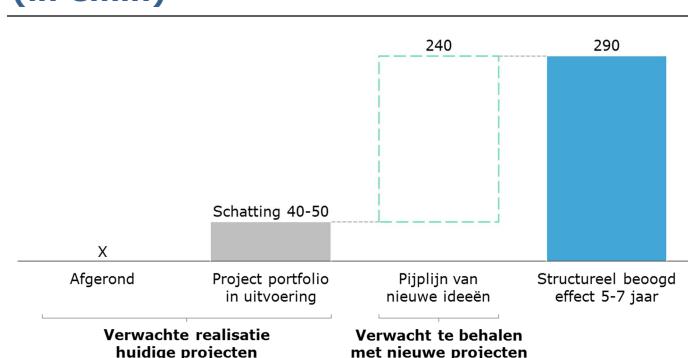 240
290
Schatting 40-50
X
Afgerond
Project portfolio
in uitvoering
Pijplijn van
nieuwe ideeën
Structureel beoogd
effect 5-7 jaar
Verwachte realisatie
huidige projecten
Verwacht te behalen
met nieuwe projecten